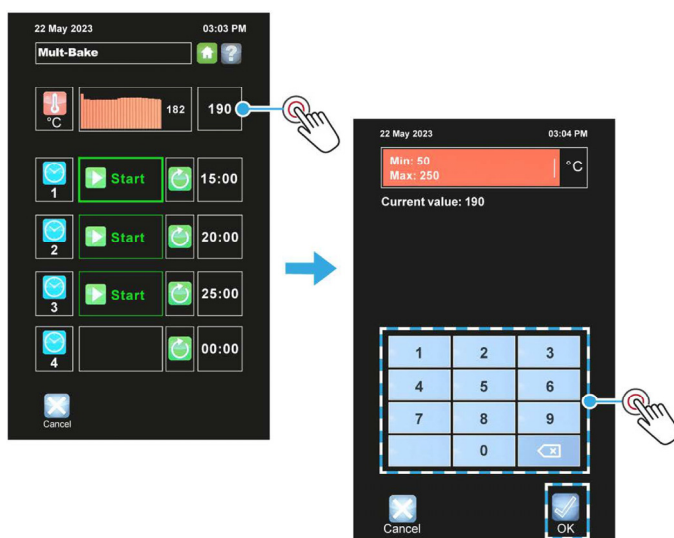 22 May 2023 03:03 PM
Mult-Bake ?
°C 182 190
1 Start 15:00
2 Start 20:00
3 Start 25:00
4 00:00
Cancel
22 May 2023 03:04 PM
Min: 50 °C
Max: 250
Current value: 190
1 2 3
4 5 6
7 8 9
0
Cancel OK